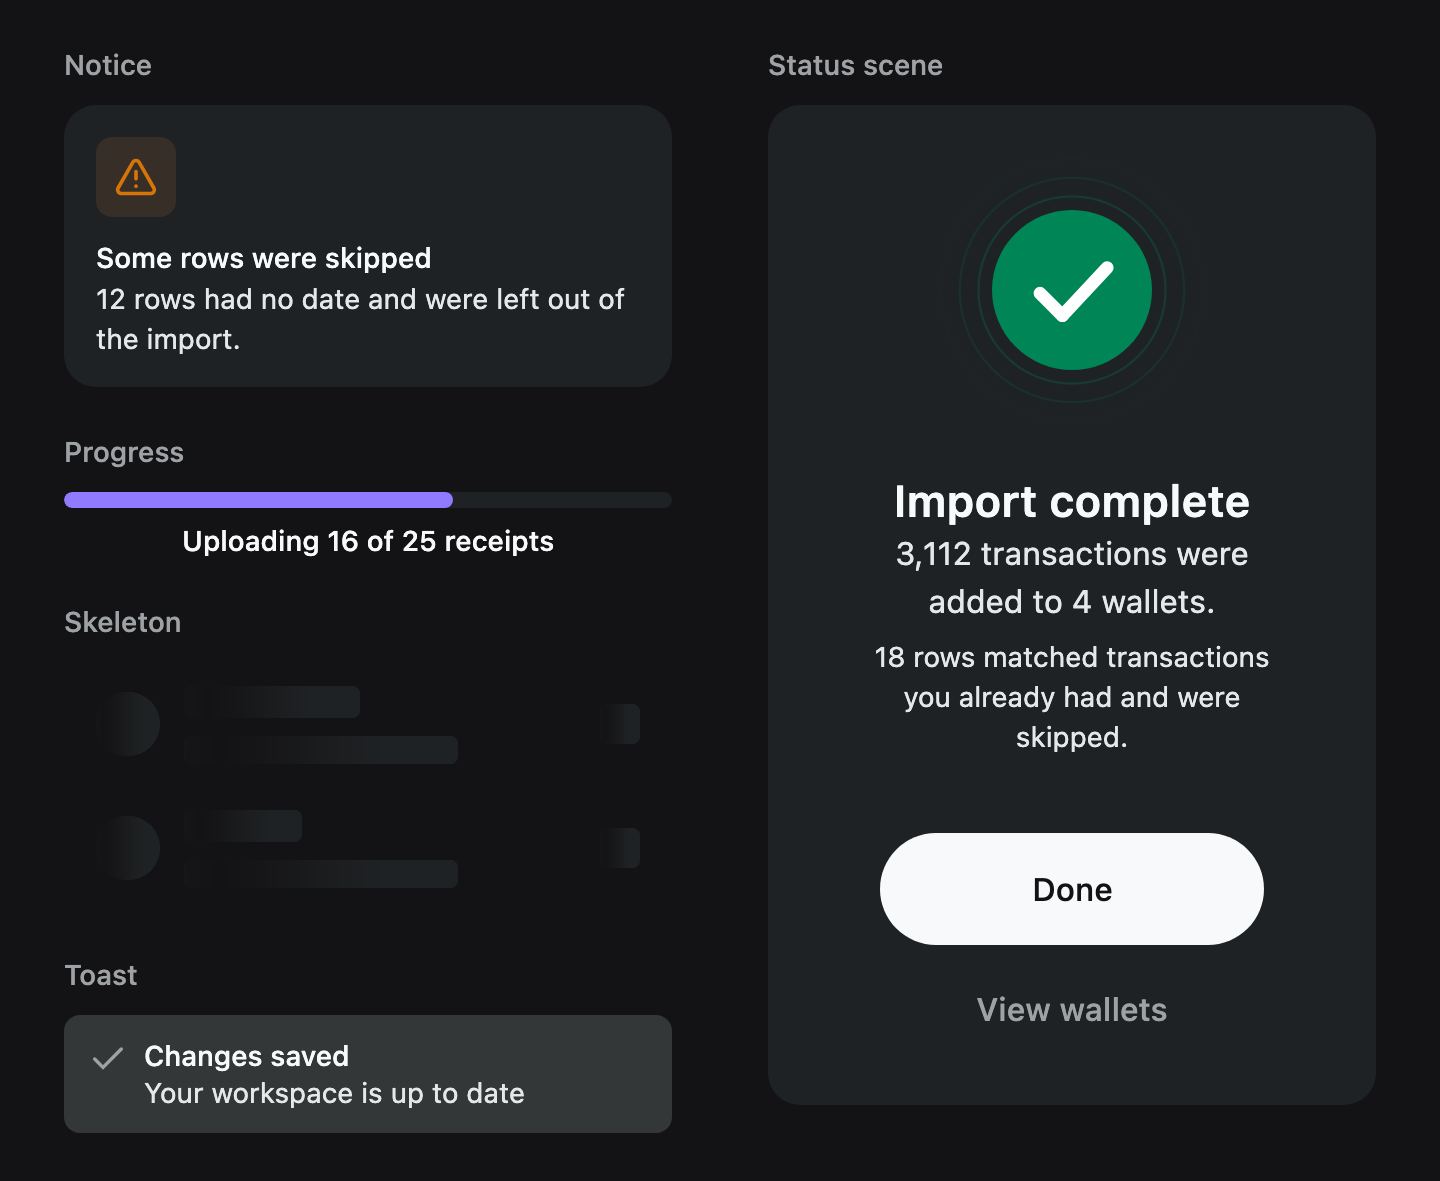 Notice
Some rows were skipped
12 rows had no date and were left out of
the import.
Progress
Uploading 16 of 25 receipts
Skeleton
Toast
Changes saved
Your workspace is up to date
Status scene
Import complete
3,112 transactions were
added to 4 wallets.
18 rows matched transactions
you already had and were
skipped.
Done
View wallets